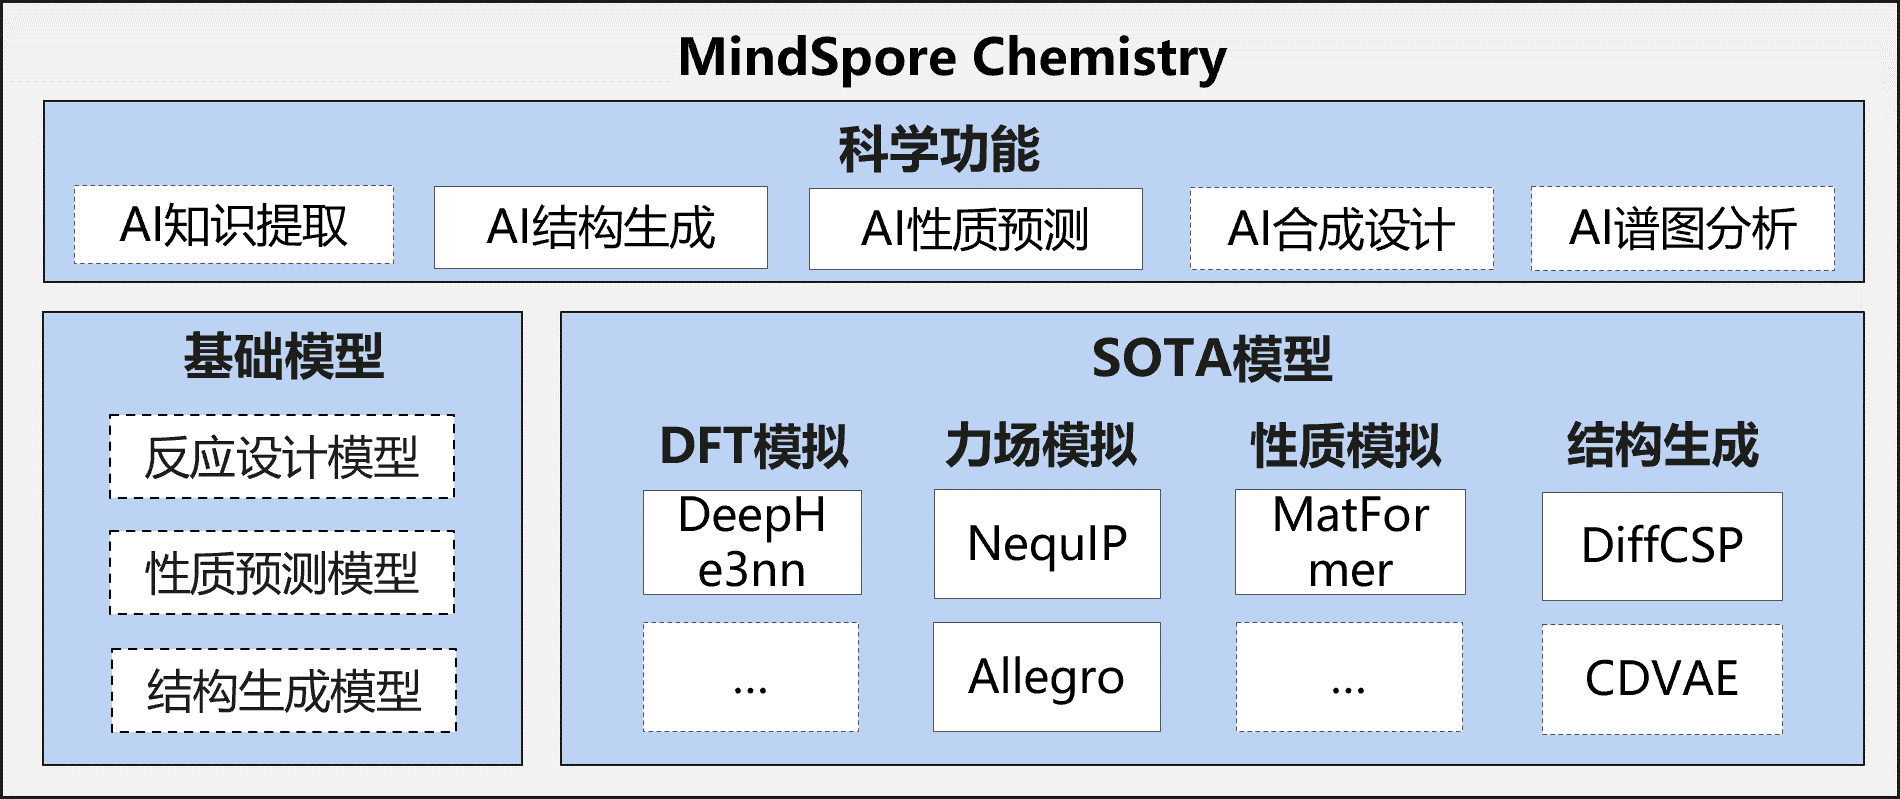 MindSpore Chemistry
科学功能
AI知识提取
AI结构生成
AI性质预测
AI合成设计
AI谱图分析
基础模型
反应设计模型
性质预测模型
结构生成模型
SOTA模型
DFT模拟
力场模拟
性质模拟
结构生成
DeepH
e3nn
NequIP
MatFor
mer
DiffCSP
...
Allegro
...
CDVAE